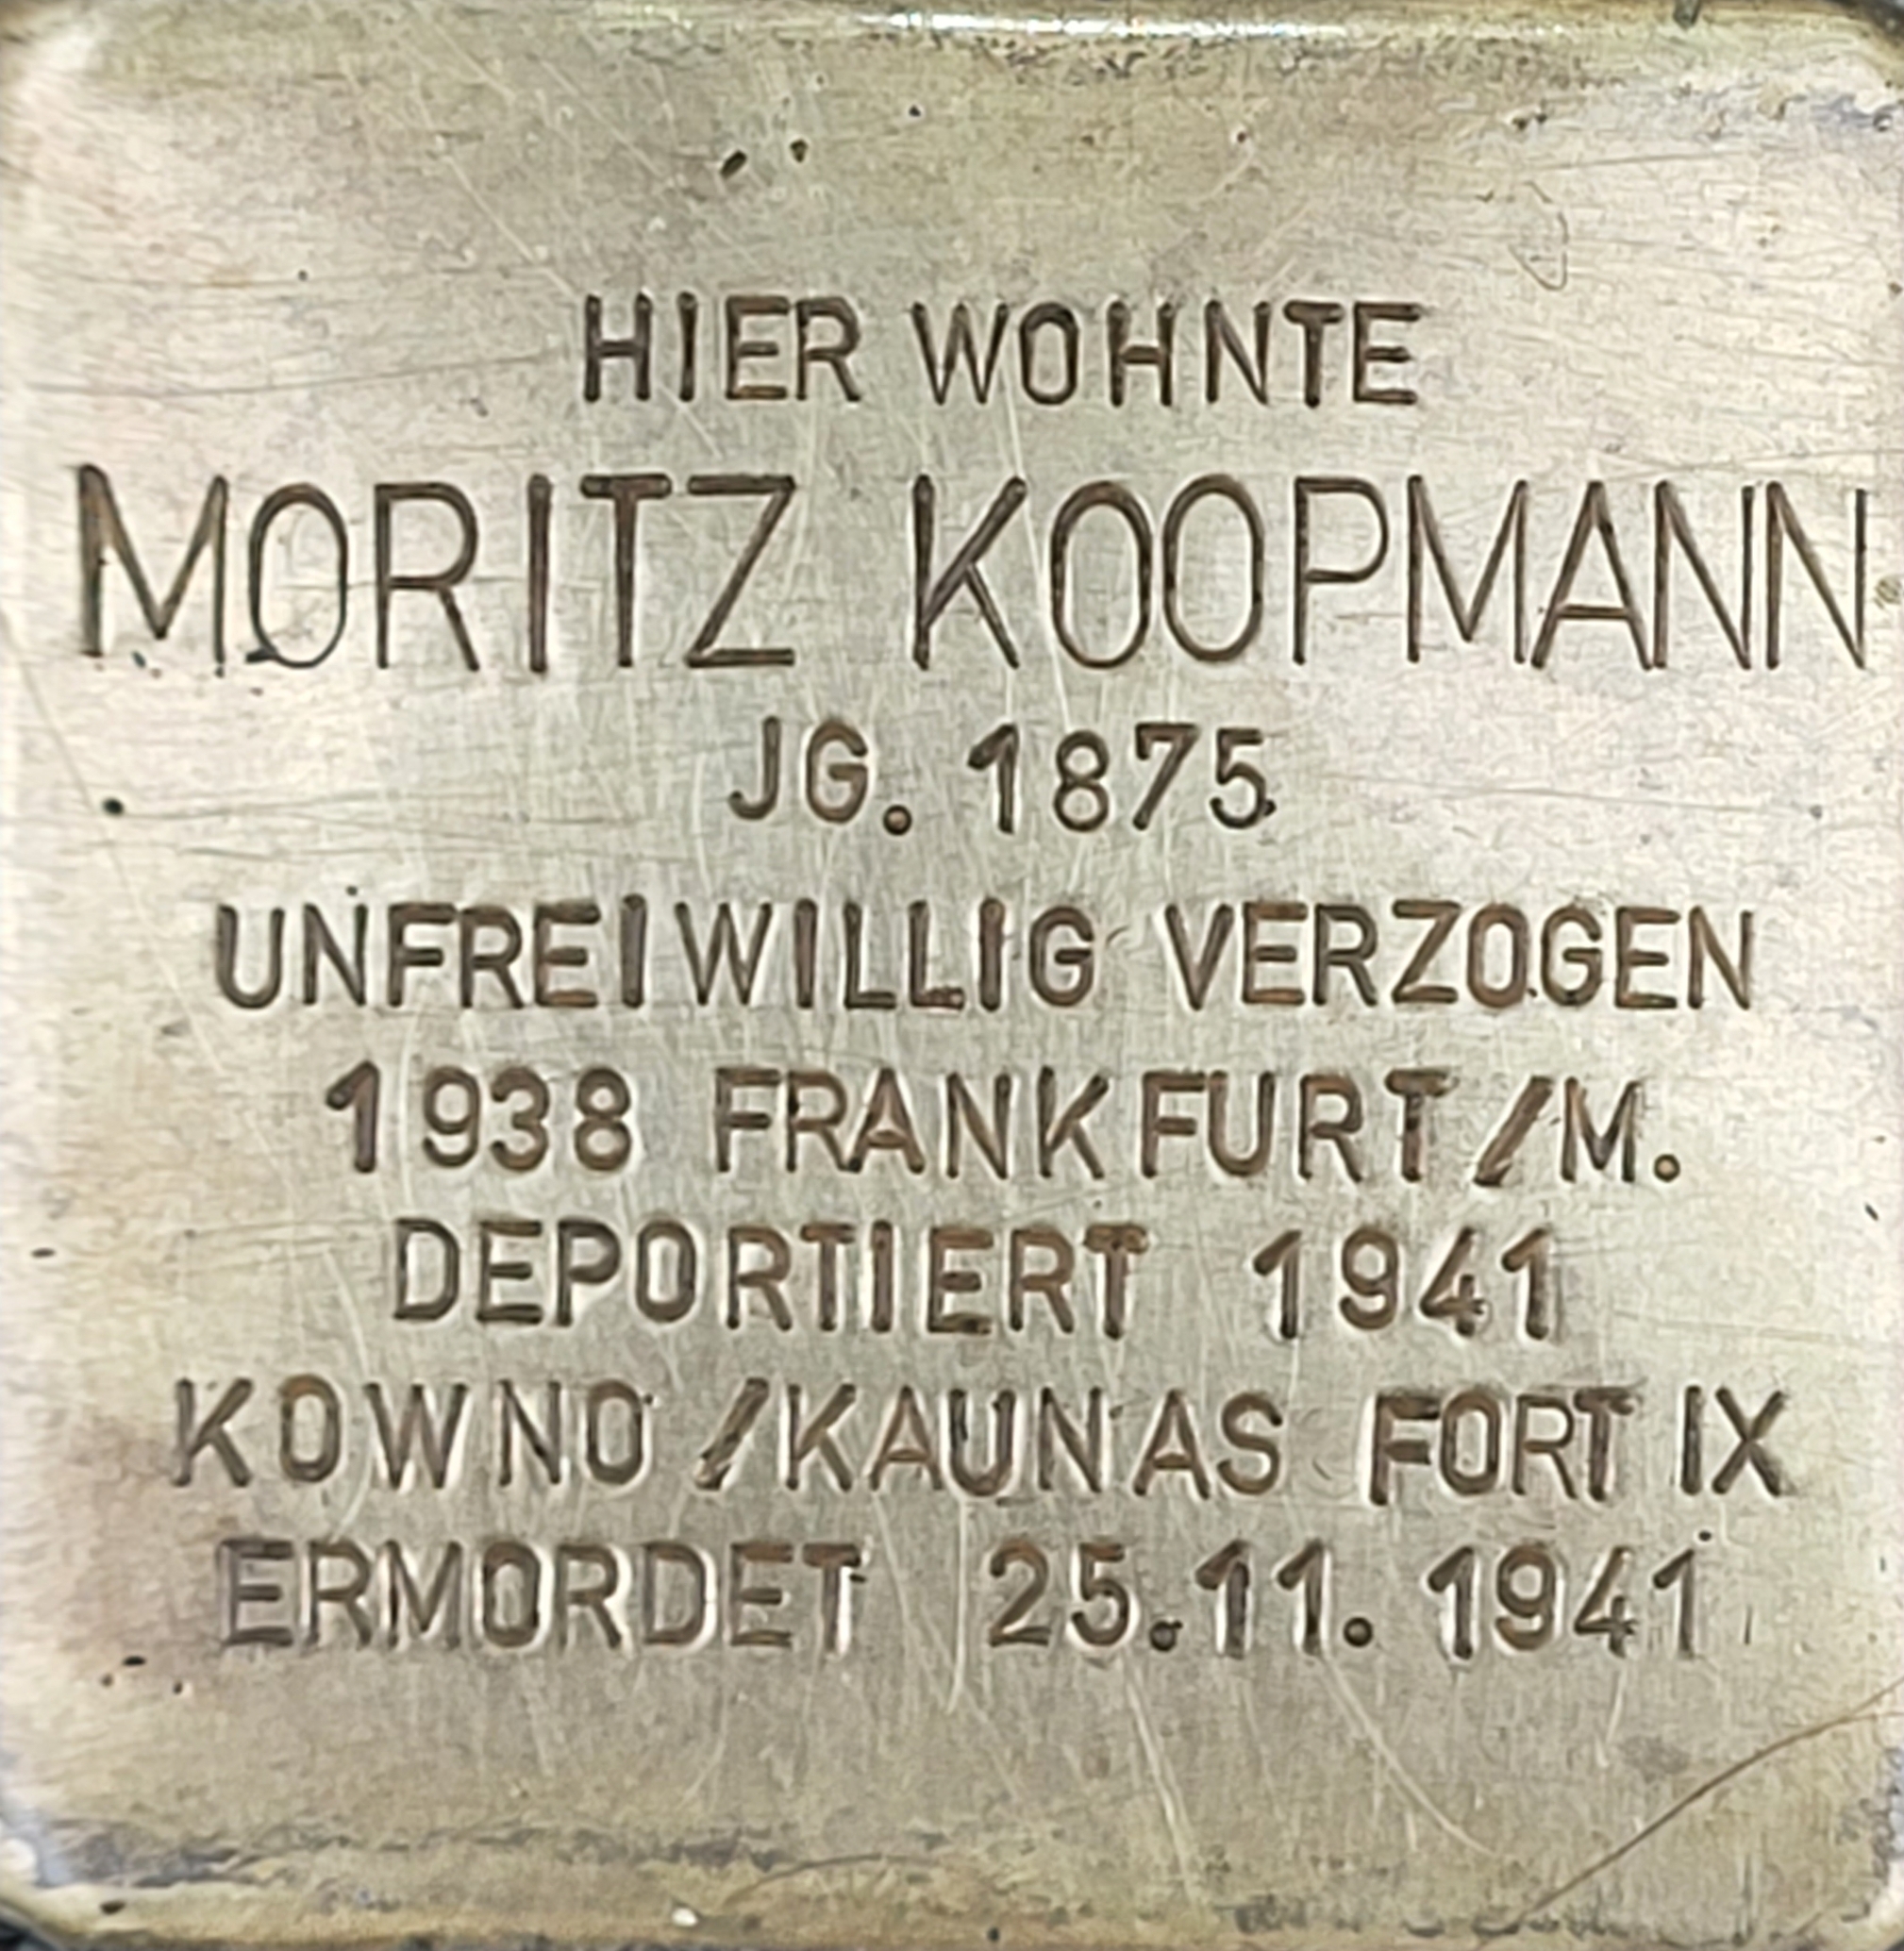 HIER WOHNTE
MORITZ KOOPMANN
JG. 1875
UNFREIWILLIG VERZOGEN
1938 FRANKFURT/M.
DEPORTIERT 1941
KOWNO/KAUNAS FORT IX
ERMORDET 25.11.1941